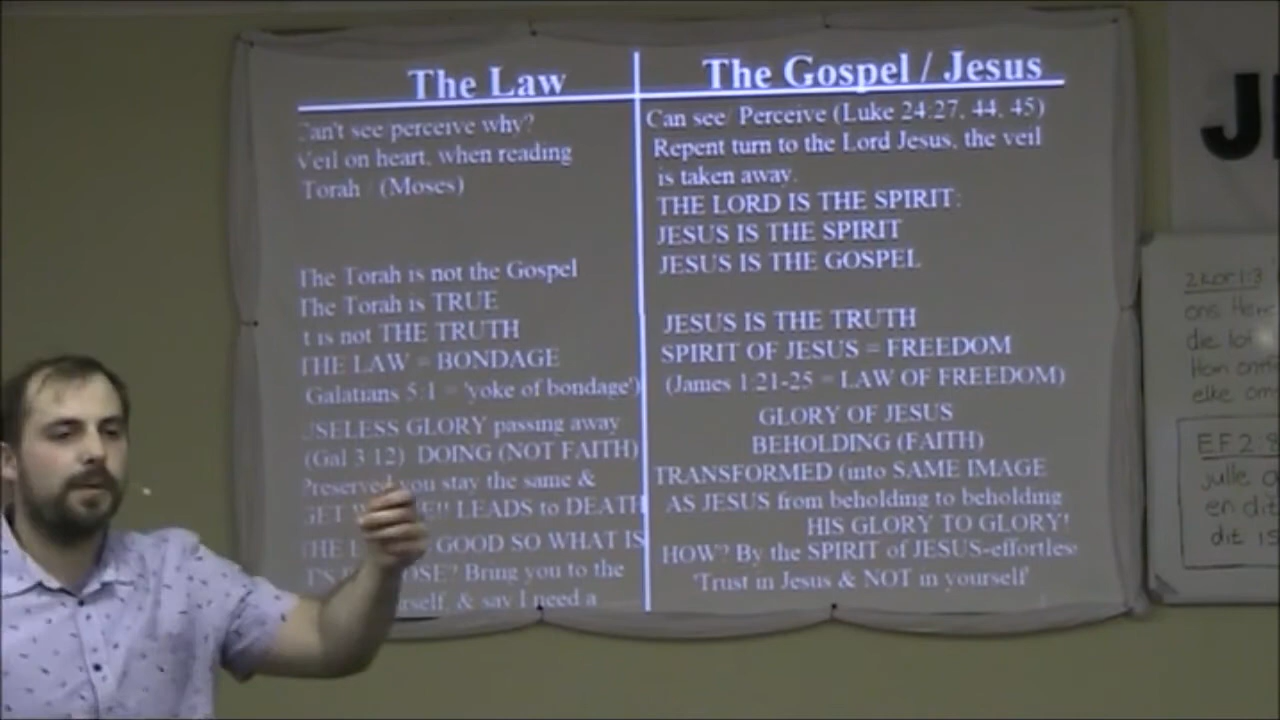 The Law
an't see perceive why?
Veil on heart, when reading
Torah / (Moses)
The Torah is not the Gospel
The Torah is TRUE
t is not THE TRUTH
THE LAW = BONDAGE
Galatians 5:1 = 'yoke of bondage')
USELESS GLORY passing away
(Gal 3:12) DOING (NOT FAITH)
Preserved you stay the same &
GET !! LEADS to DEATH
THE GOOD SO WHAT IS
OSE? Bring you to the
rself, & say I need a
The Gospel / Jesus
Can see/ Perceive (Luke 24:27, 44, 45)
Repent turn to the Lord Jesus, the veil
is taken away.
THE LORD IS THE SPIRIT:
JESUS IS THE SPIRIT
JESUS IS THE GOSPEL
JESUS IS THE TRUTH
SPIRIT OF JESUS = FREEDOM
(James 1:21-25 = LAW OF FREEDOM)
GLORY OF JESUS
BEHOLDING (FAITH)
TRANSFORMED (into SAME IMAGE
AS JESUS from beholding to beholding
HIS GLORY TO GLORY!
HOW? By the SPIRIT of JESUS-effortless
'Trust in Jesus & NOT in yourself'
JE
2 Kor 1:3
ons
die
Hom
elke om
EF 2
julle
en dit
dit is